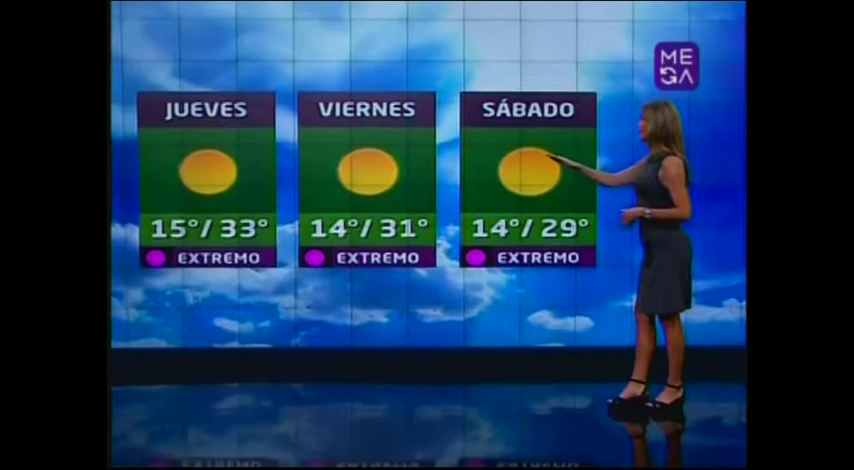 MEGA
JUEVES
15°/33°
EXTREMO
VIERNES
14°/31°
EXTREMO
SÁBADO
14°/29°
EXTREMO